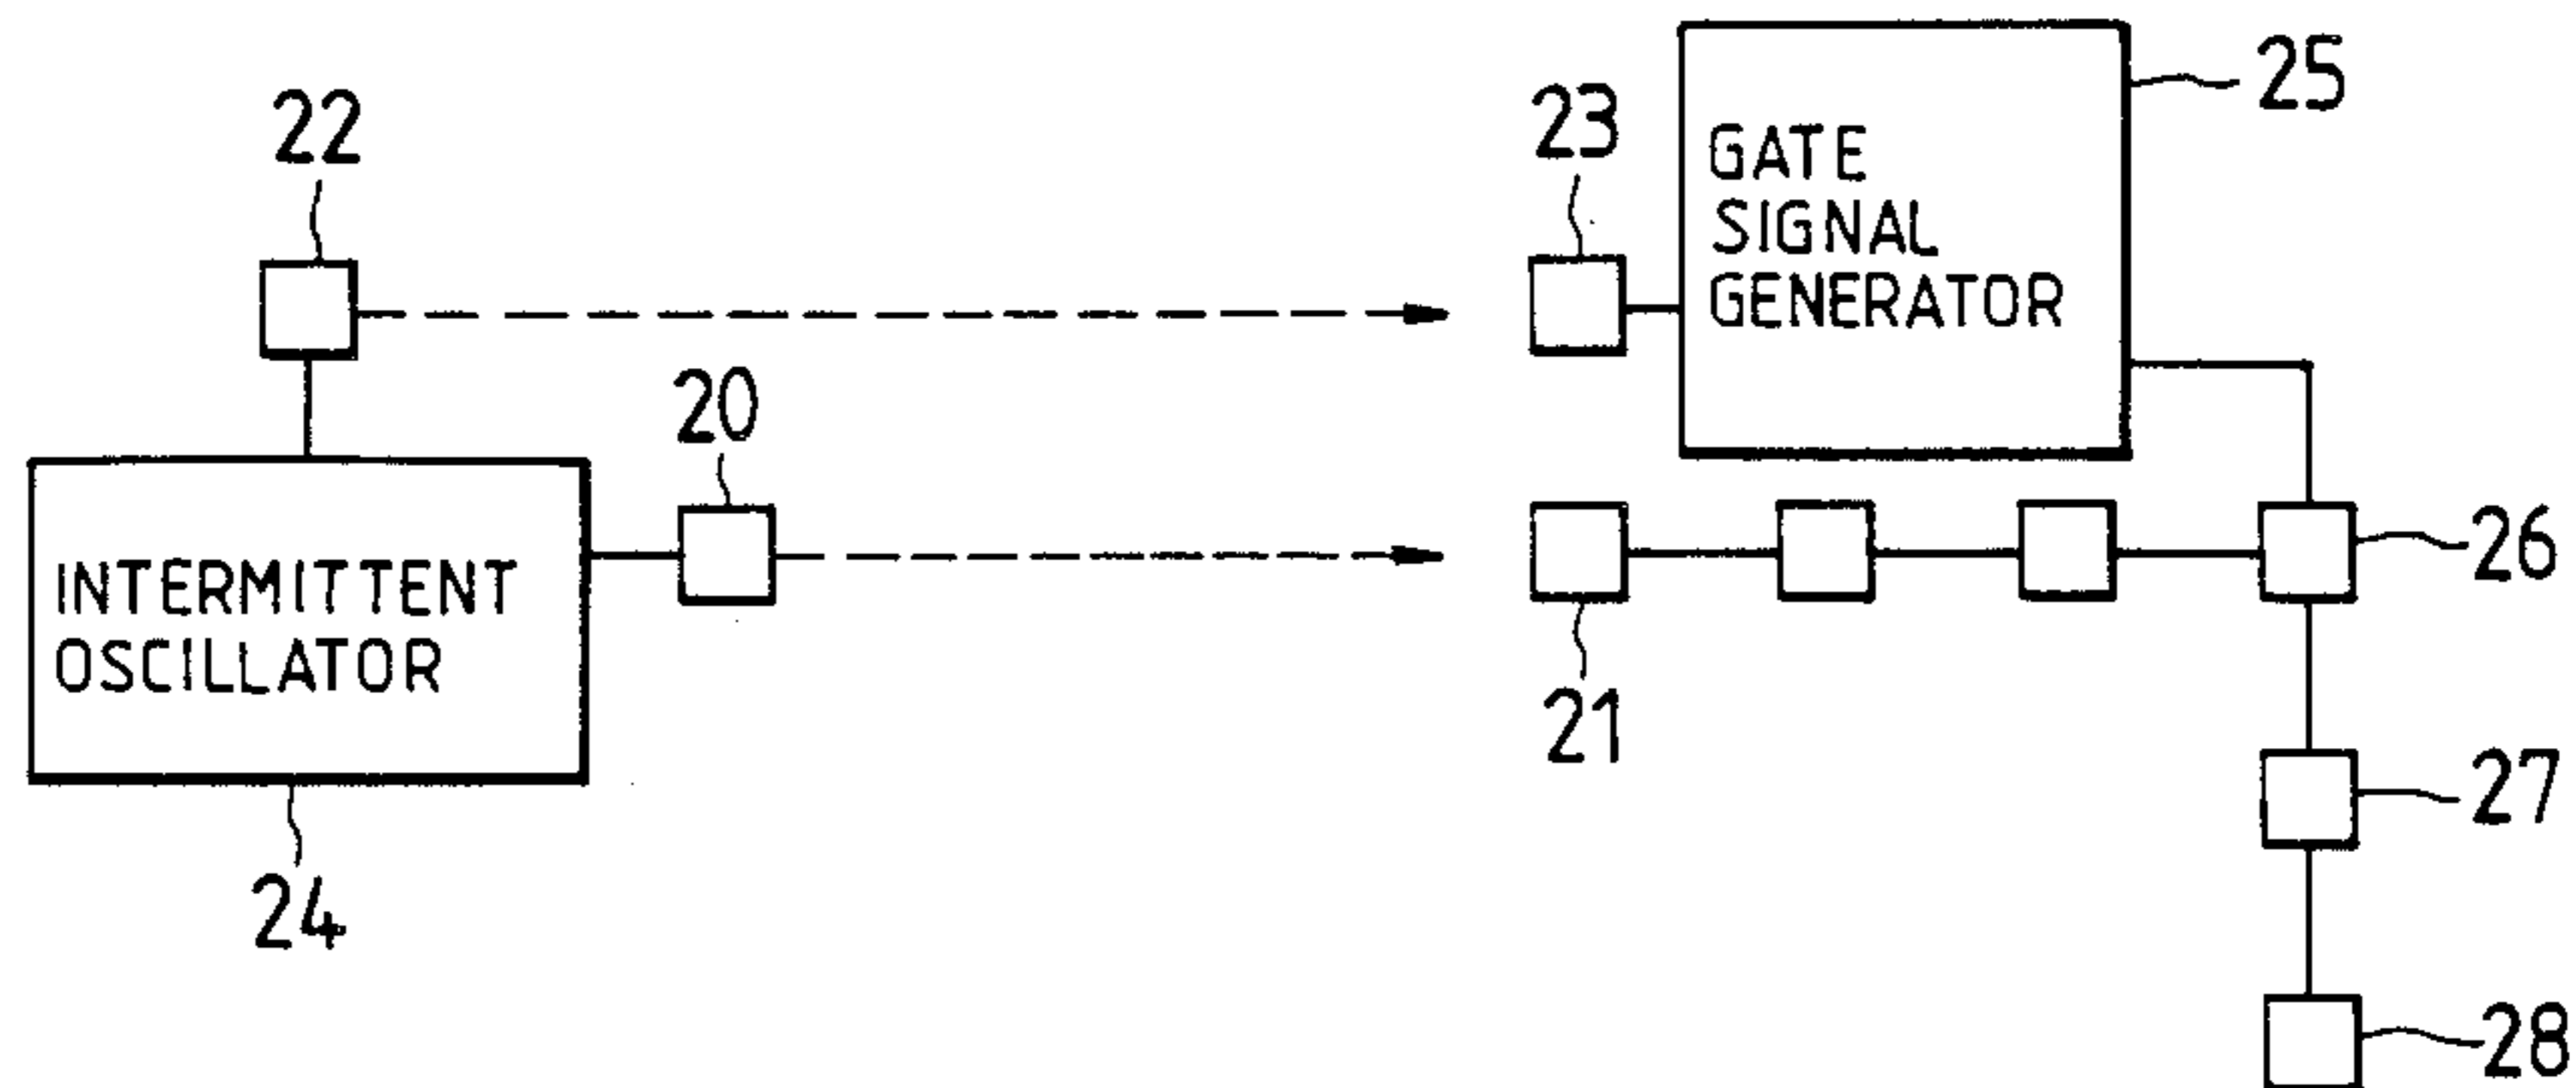 22
20
INTERMITTENT
OSCILLATOR
24
23
GATE
SIGNAL
GENERATOR
25
21
26
27
28